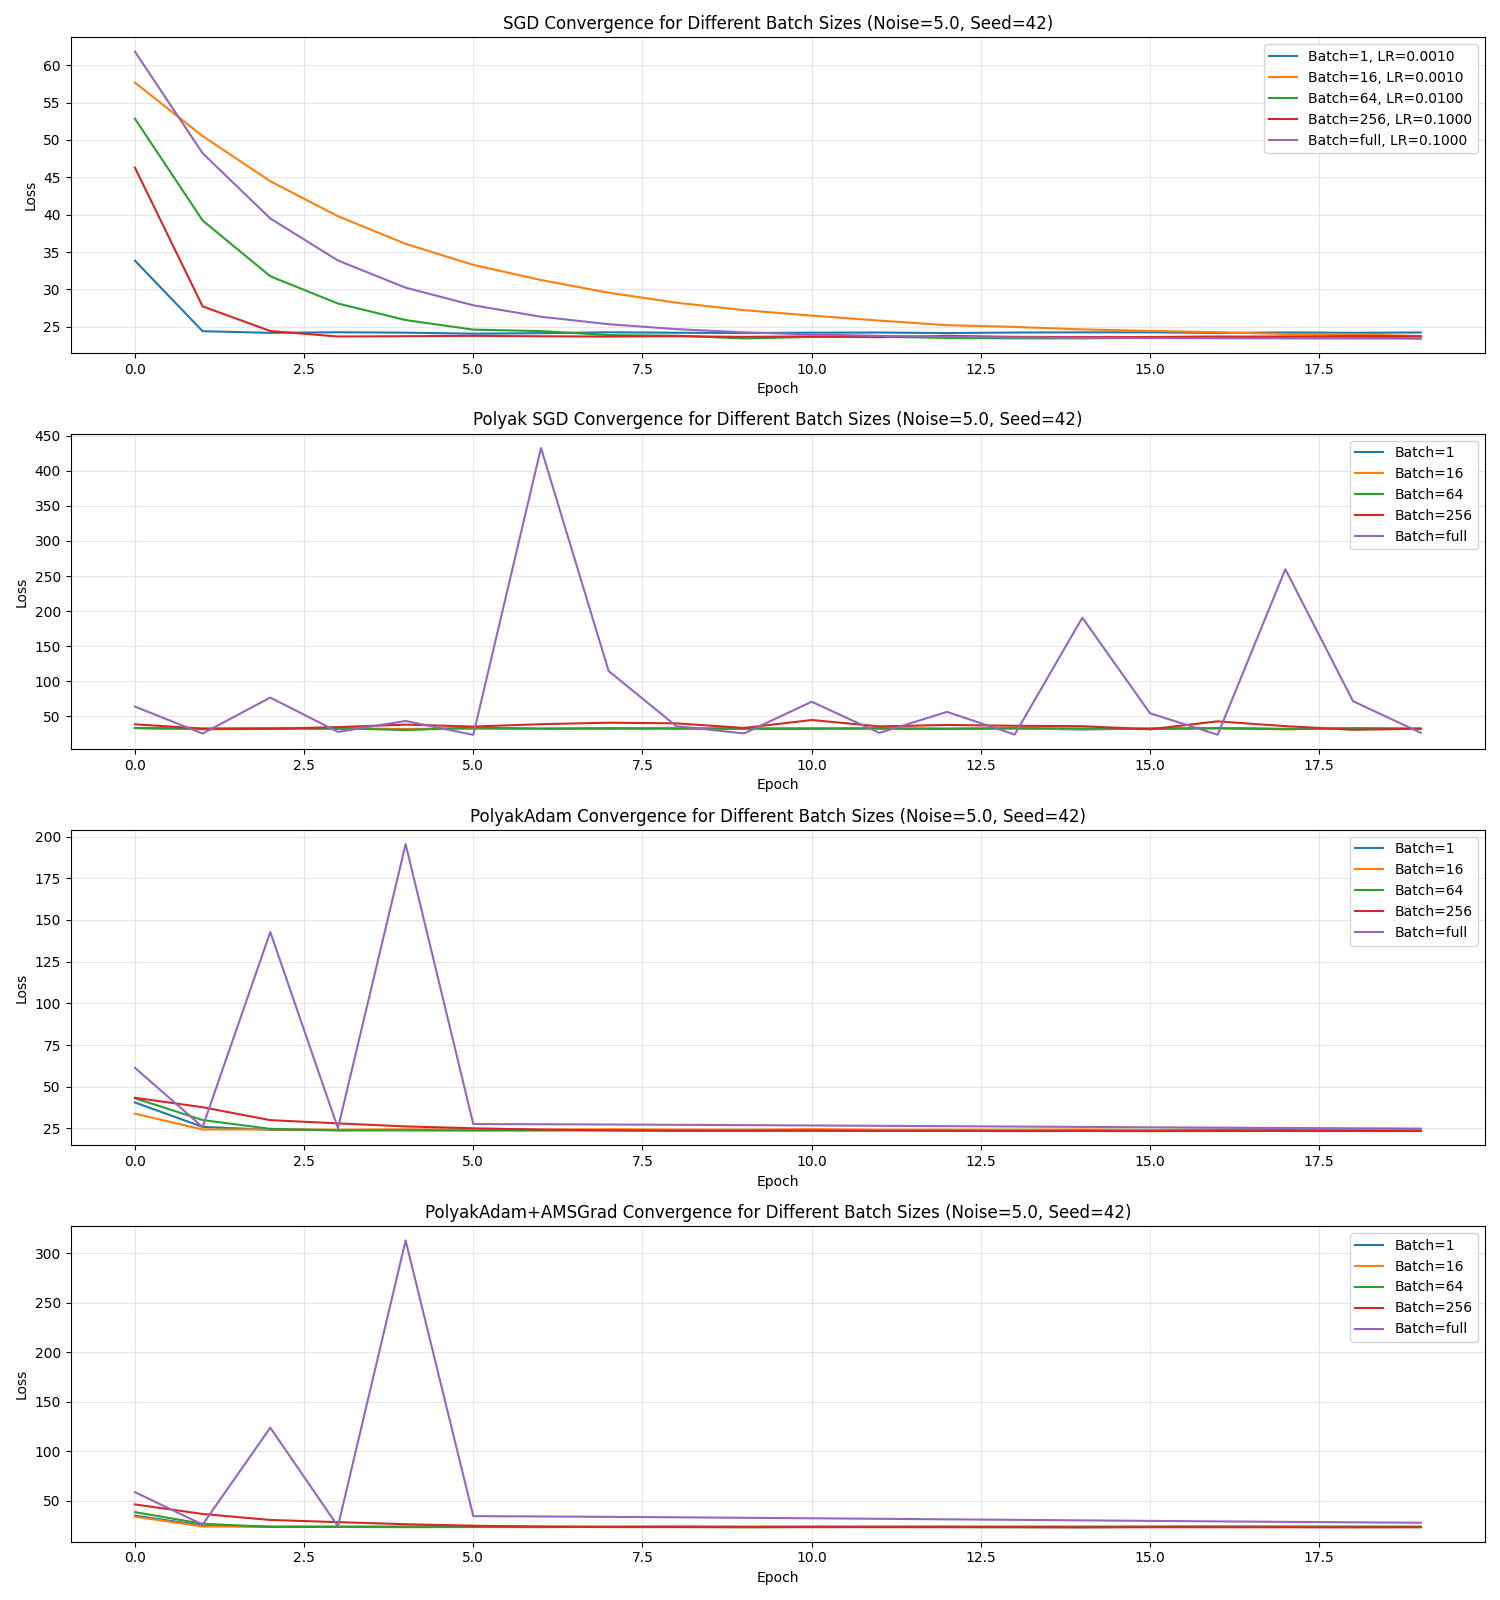 SGD Convergence for Different Batch Sizes (Noise=5.0, Seed=42)
60
55
50
45
40
35
30
25
Loss
0.0 2.5 5.0 7.5 10.0 12.5 15.0 17.5
Epoch
Batch=1, LR=0.0010
Batch=16, LR=0.0010
Batch=64, LR=0.0100
Batch=256, LR=0.1000
Batch=full, LR=0.1000
Polyak SGD Convergence for Different Batch Sizes (Noise=5.0, Seed=42)
450
400
350
300
250
200
150
100
50
Loss
0.0 2.5 5.0 7.5 10.0 12.5 15.0 17.5
Epoch
Batch=1
Batch=16
Batch=64
Batch=256
Batch=full
PolyakAdam Convergence for Different Batch Sizes (Noise=5.0, Seed=42)
200
175
150
125
100
75
50
25
Loss
0.0 2.5 5.0 7.5 10.0 12.5 15.0 17.5
Epoch
Batch=1
Batch=16
Batch=64
Batch=256
Batch=full
PolyakAdam+AMSGrad Convergence for Different Batch Sizes (Noise=5.0, Seed=42)
300
250
200
150
100
50
Loss
0.0 2.5 5.0 7.5 10.0 12.5 15.0 17.5
Epoch
Batch=1
Batch=16
Batch=64
Batch=256
Batch=full